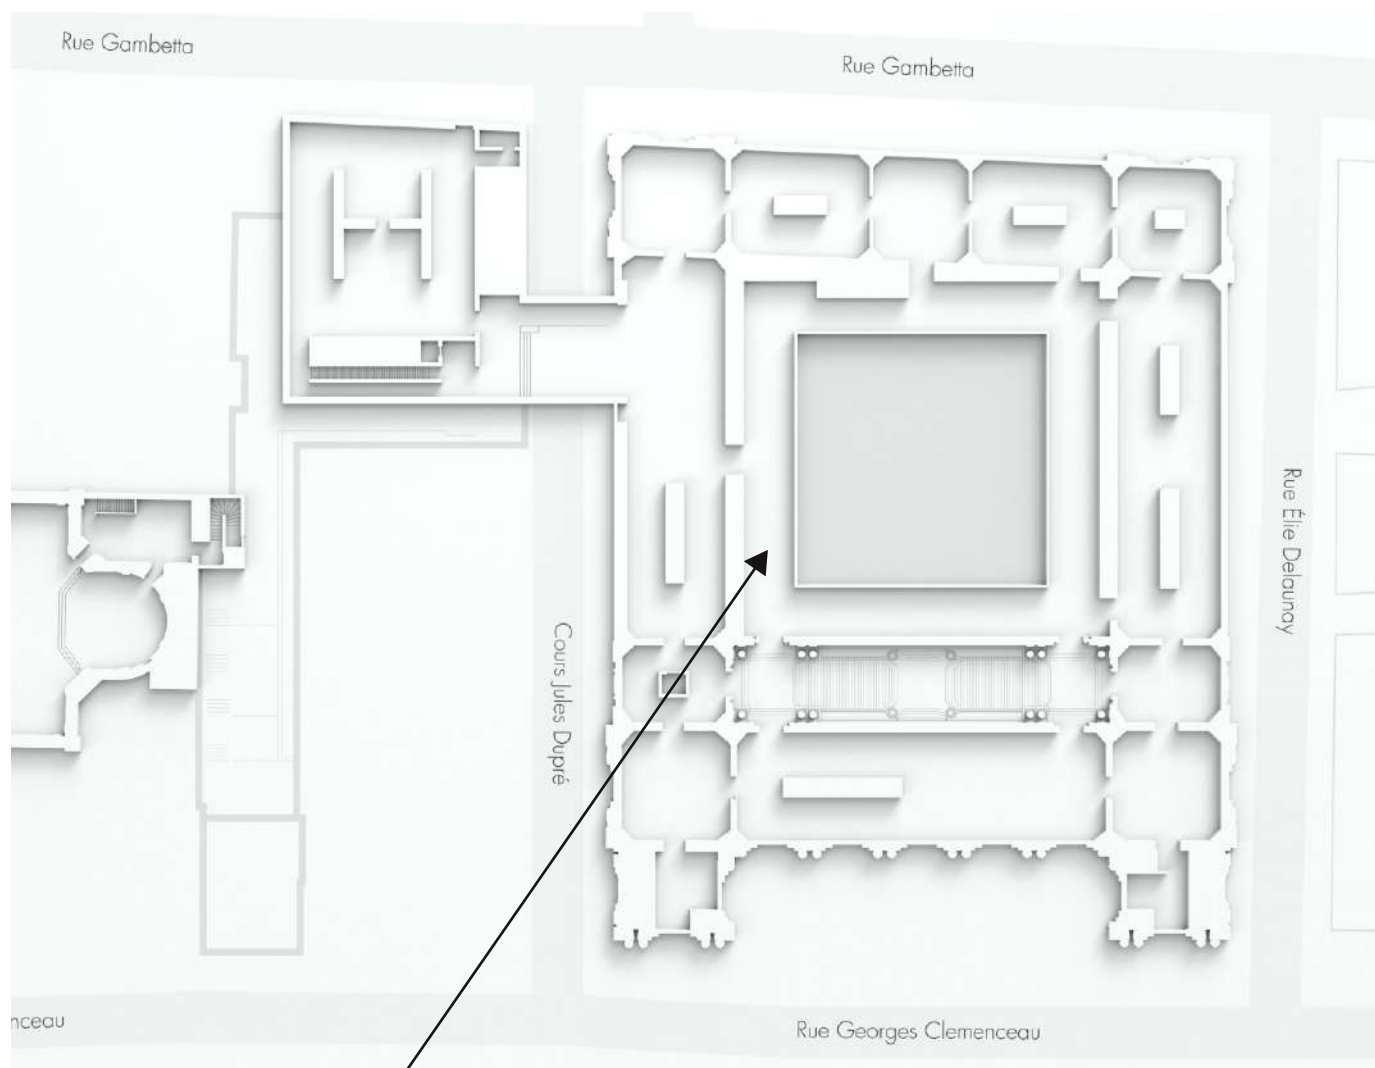 Rue Gambetta
Rue Gambetta
Rue Élie Delaunay
Cours Jules Dupré
nceau
Rue Georges Clemenceau